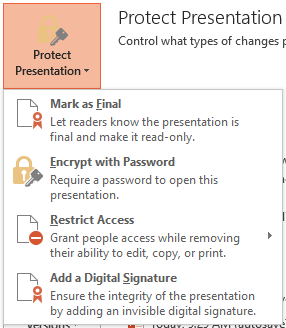 Protect Presentation
Control what types of changes p
Protect
Presentation
Mark as Final
Let readers know the presentation is
final and make it read-only.
Encrypt with Password
Require a password to open this
presentation.
Restrict Access
Grant people access while removing
their ability to edit, copy, or print.
Add a Digital Signature
Ensure the integrity of the presentation
by adding an invisible digital signature.